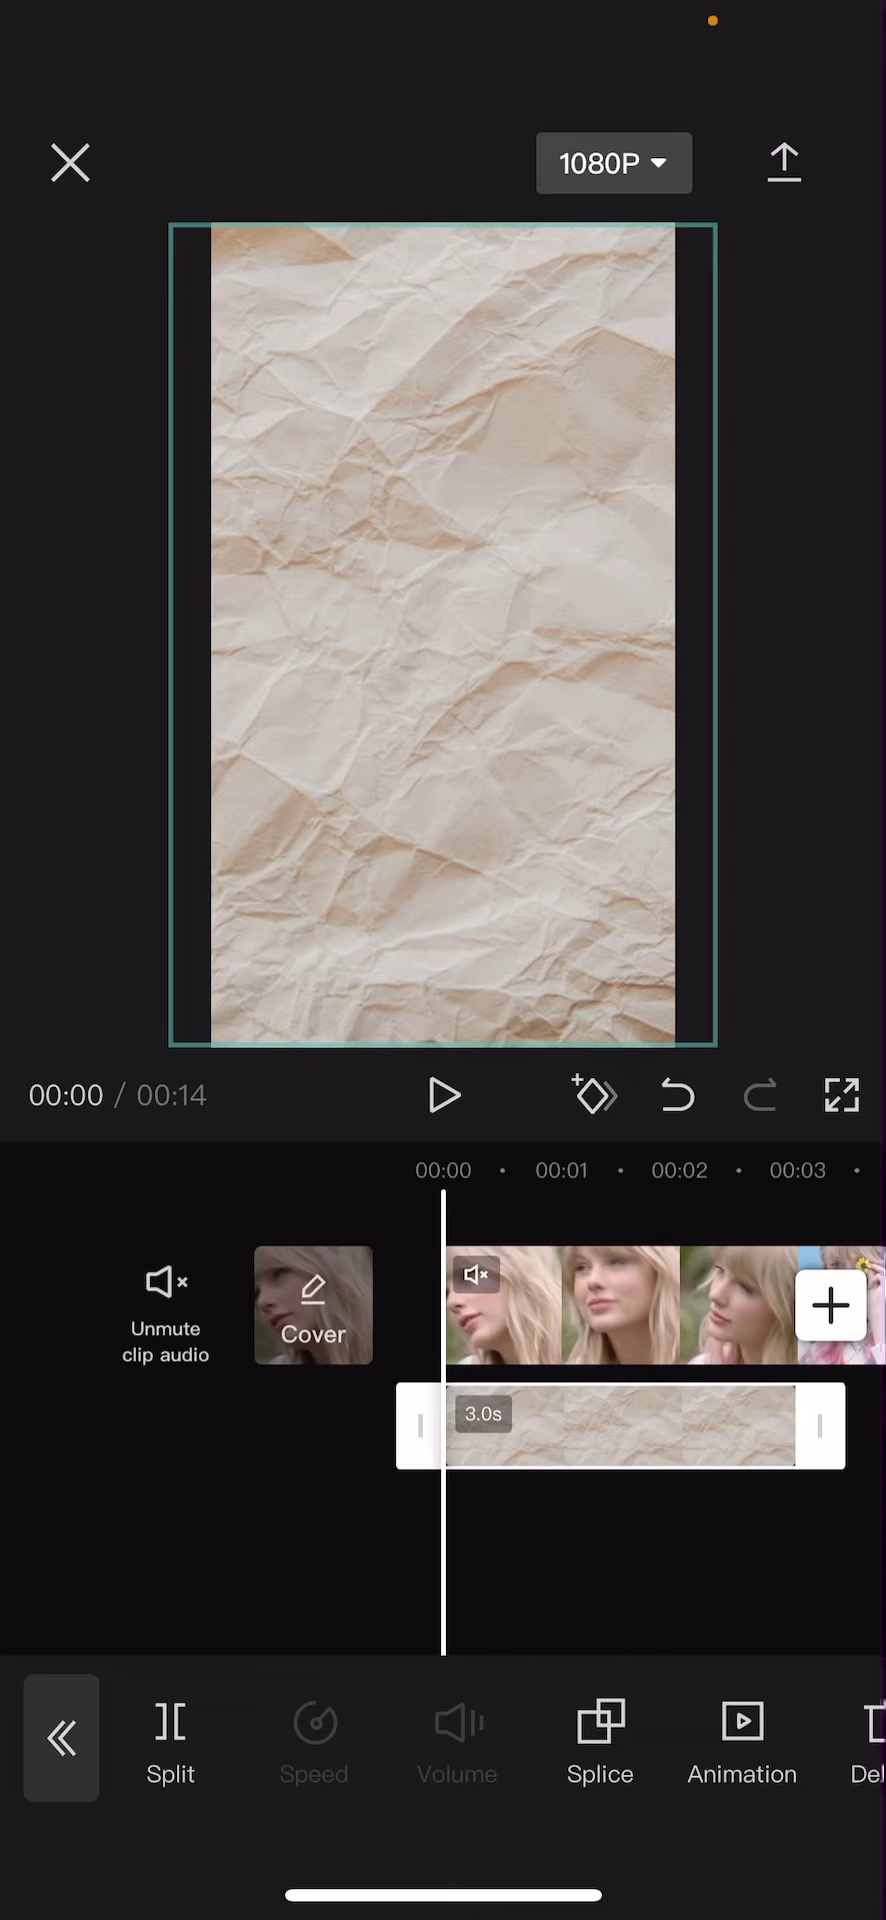 1080P
00:00 / 00:14
00:00 • 00:01 • 00:02 • 00:03 •
Unmute
clip audio
Cover
3.0s
Split
Speed
Volume
Splice
Animation
Del